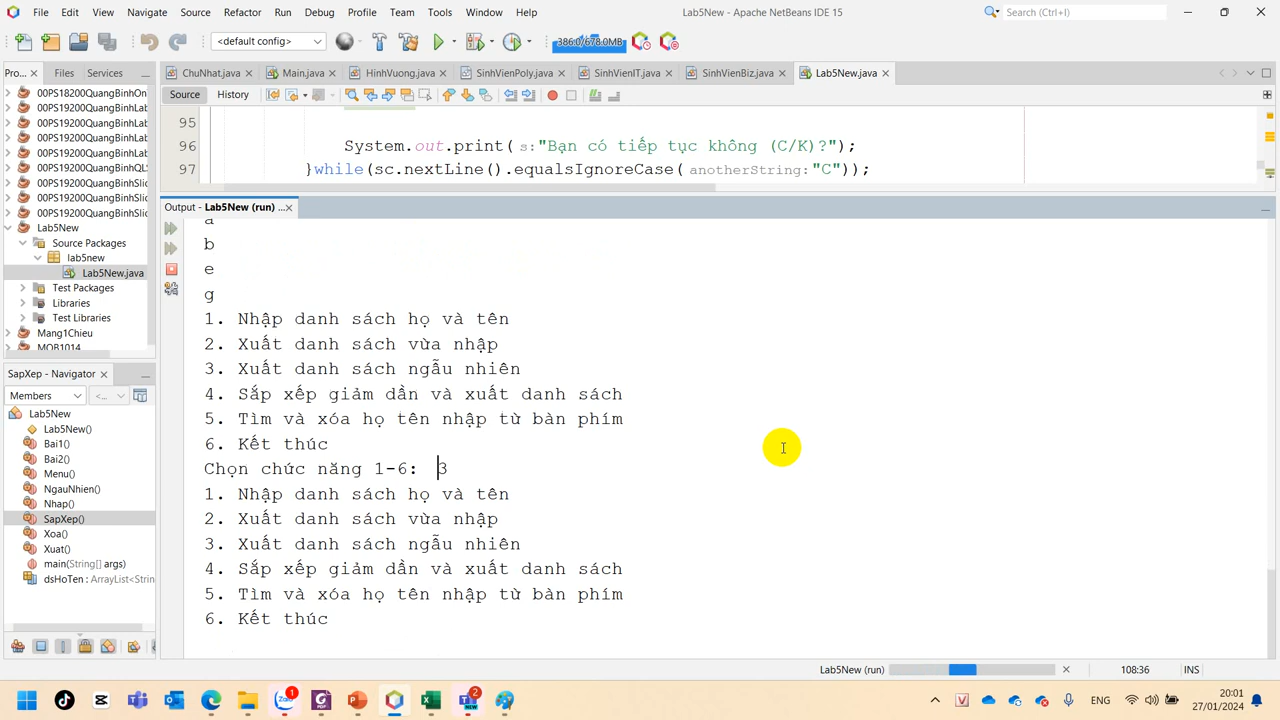 File Edit View Navigate Source Refactor Run Debug Profile Team Tools Window Help
Lab5New - Apache NetBeans IDE 15
Search (Ctrl+I)
<default config>
386.0/678.0MB
Pro...
Files
Services
ChuNhat.java
Main.java
HinhVuong.java
SinhVienPoly.java
SinhVienIT.java
SinhVienBiz.java
Lab5New.java
Source
History
00PS18200QuangBinhOn
00PS19200QuangBinhLab
00PS19200QuangBinhLab
00PS19200QuangBinhLab
00PS19200QuangBinhLab
00PS19200QuangBinhQL
00PS19200QuangBinhSlid
00PS19200QuangBinhSlid
00PS19200QuangBinhSlid
Lab5New
Source Packages
lab5new
Lab5New.java
Test Packages
Libraries
Test Libraries
Mang1Chieu
MOB1014
95
96 System.out.print( s:"Bạn có tiếp tục không (C/K)?");
97 }while(sc.nextLine().equalsIgnoreCase( anotherString:"C"));
Output - Lab5New (run) ...
a
b
e
g
1. Nhập danh sách họ và tên
2. Xuất danh sách vừa nhập
3. Xuất danh sách ngẫu nhiên
4. Sắp xếp giảm dần và xuất danh sách
5. Tìm và xóa họ tên nhập từ bàn phím
6. Kết thúc
Chọn chức năng 1-6: 3
1. Nhập danh sách họ và tên
2. Xuất danh sách vừa nhập
3. Xuất danh sách ngẫu nhiên
4. Sắp xếp giảm dần và xuất danh sách
5. Tìm và xóa họ tên nhập từ bàn phím
6. Kết thúc
SapXep - Navigator
Members
<...
Lab5New
Lab5New()
Bai1()
Bai2()
Menu()
NgauNhien()
Nhap()
SapXep()
Xoa()
Xuat()
main(String[] args)
dsHoTen : ArrayList<String
Lab5New (run)
108:36
INS
ENG
20:01
27/01/2024